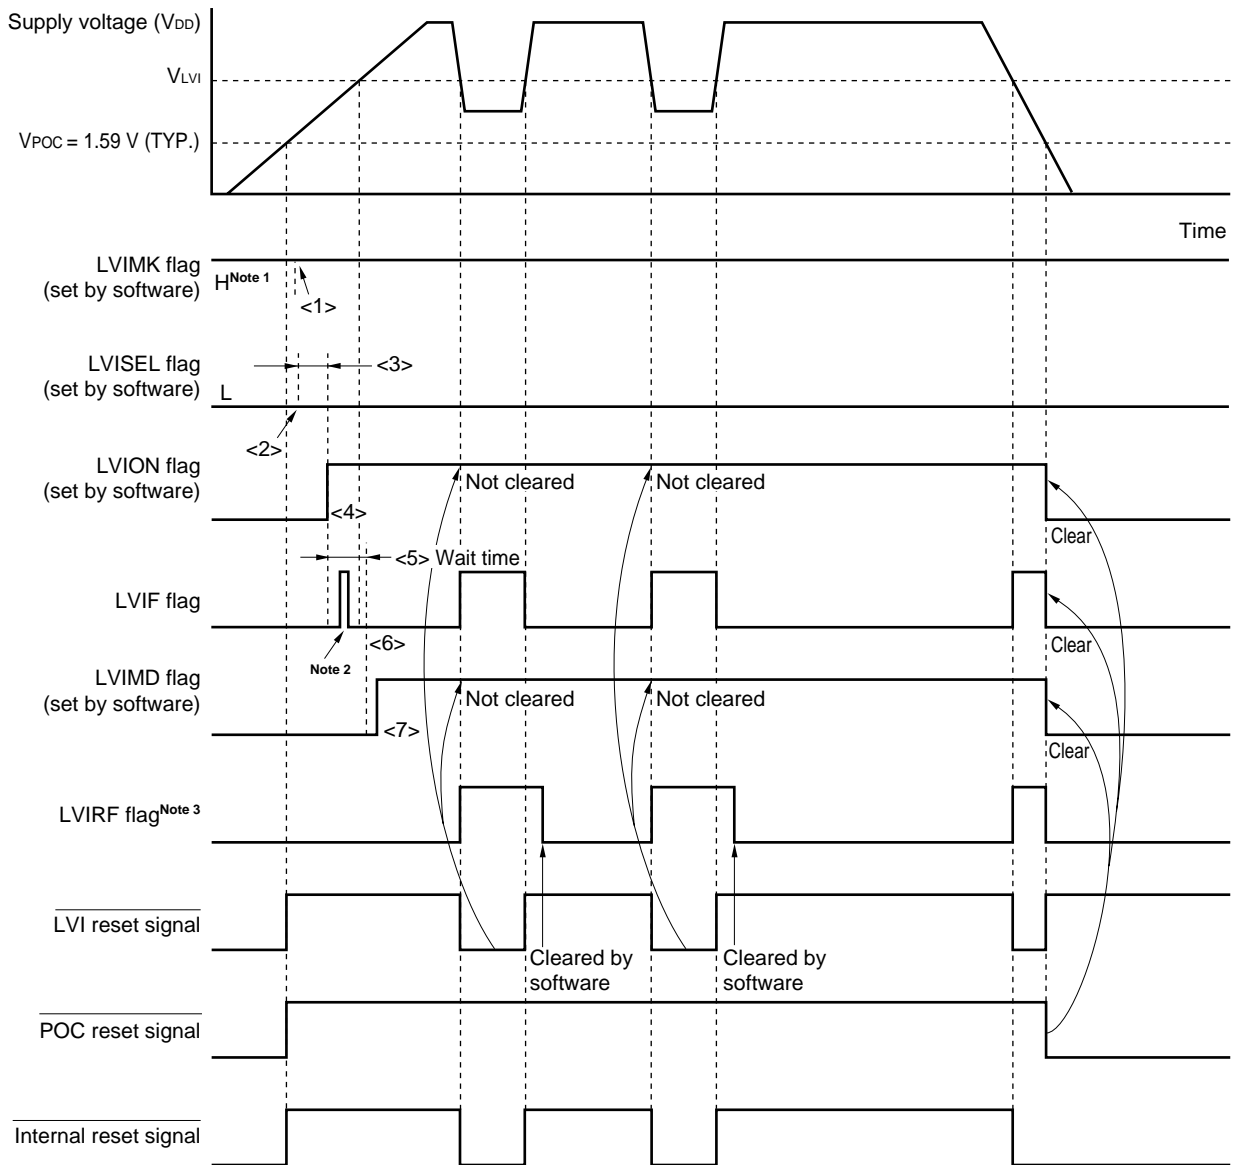 Supply voltage (VDD)
VLVI
VPOC = 1.59 V (TYP.)
Time
LVIMK flag
(set by software)
HNote 1
<1>
LVISEL flag
(set by software)
<3>
L
<2>
LVION flag
(set by software)
Not cleared
Not cleared
<4>
Clear
<5> Wait time
LVIF flag
Note 2
<6>
Clear
LVIMD flag
(set by software)
Not cleared
Not cleared
<7>
Clear
LVIRF flagNote 3
LVI reset signal
Cleared by
software
Cleared by
software
POC reset signal
Internal reset signal